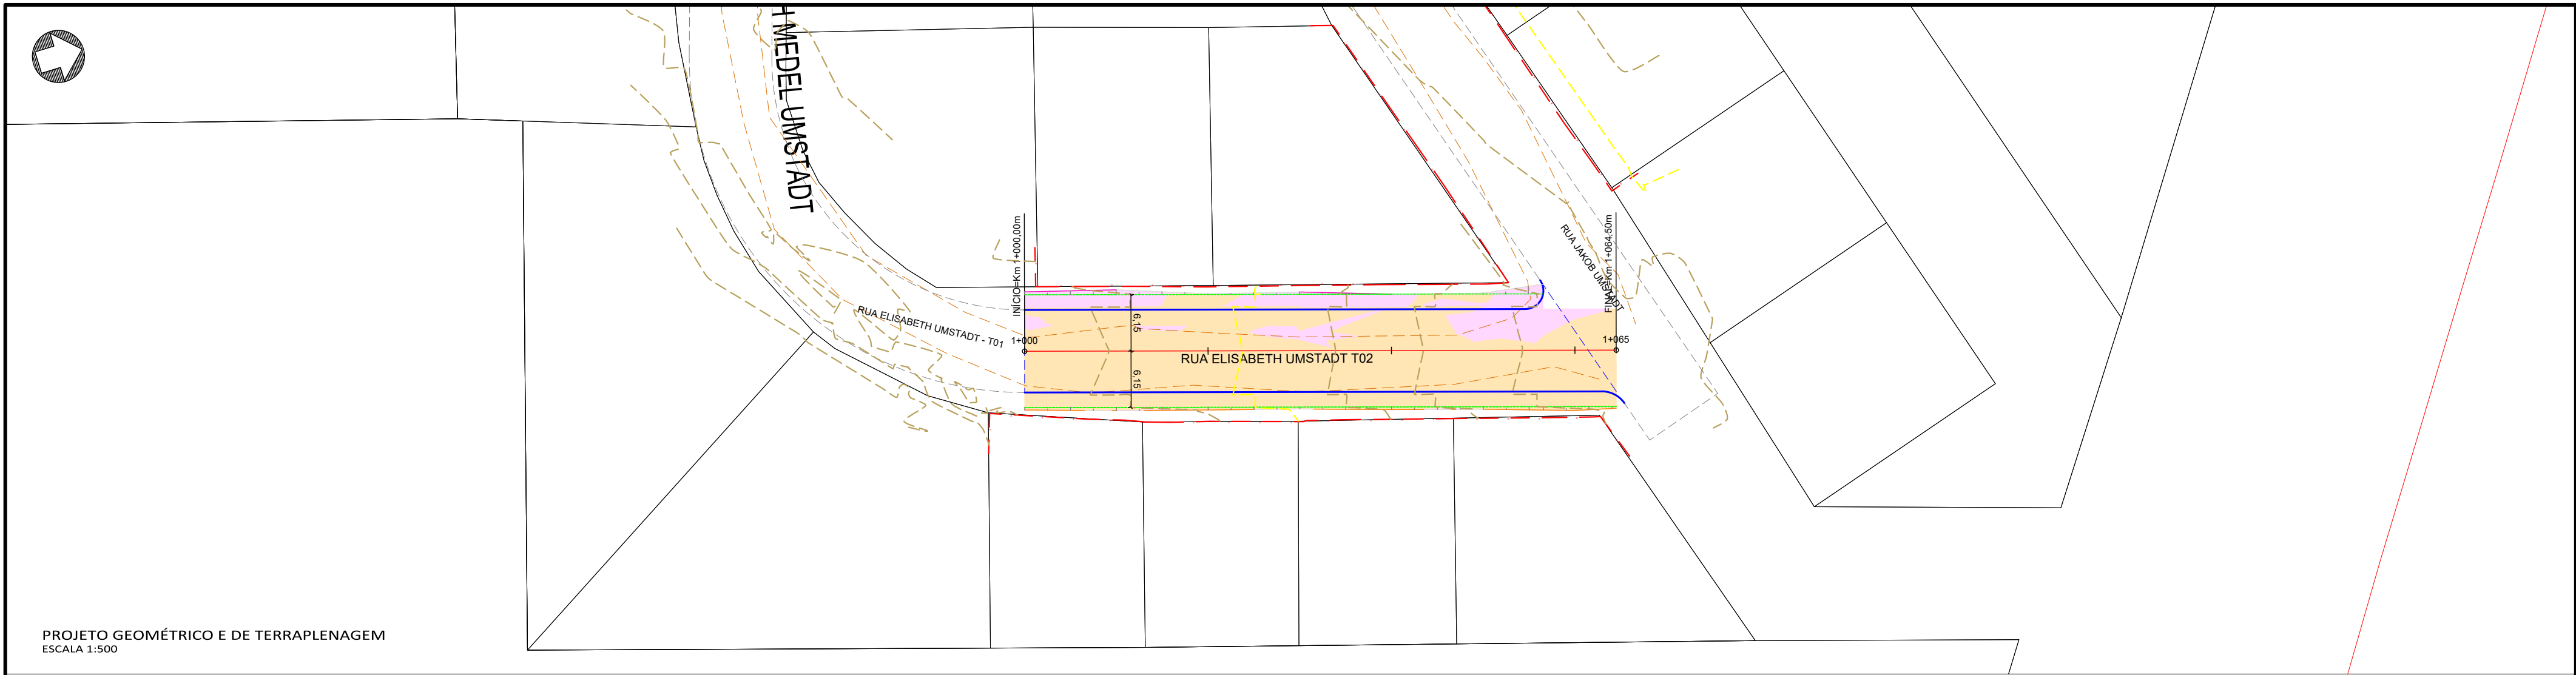 H MEDEL UMSTADT
INÍCIO=Km 1+000,00m
FINAL=Km 1+064,50m
RUA JAKOB UMSTADT
RUA ELISABETH UMSTADT - T01
1+000
6,15
1+065
RUA ELISABETH UMSTADT T02
6,15
PROJETO GEOMÉTRICO E DE TERRAPLENAGEM
ESCALA 1:500